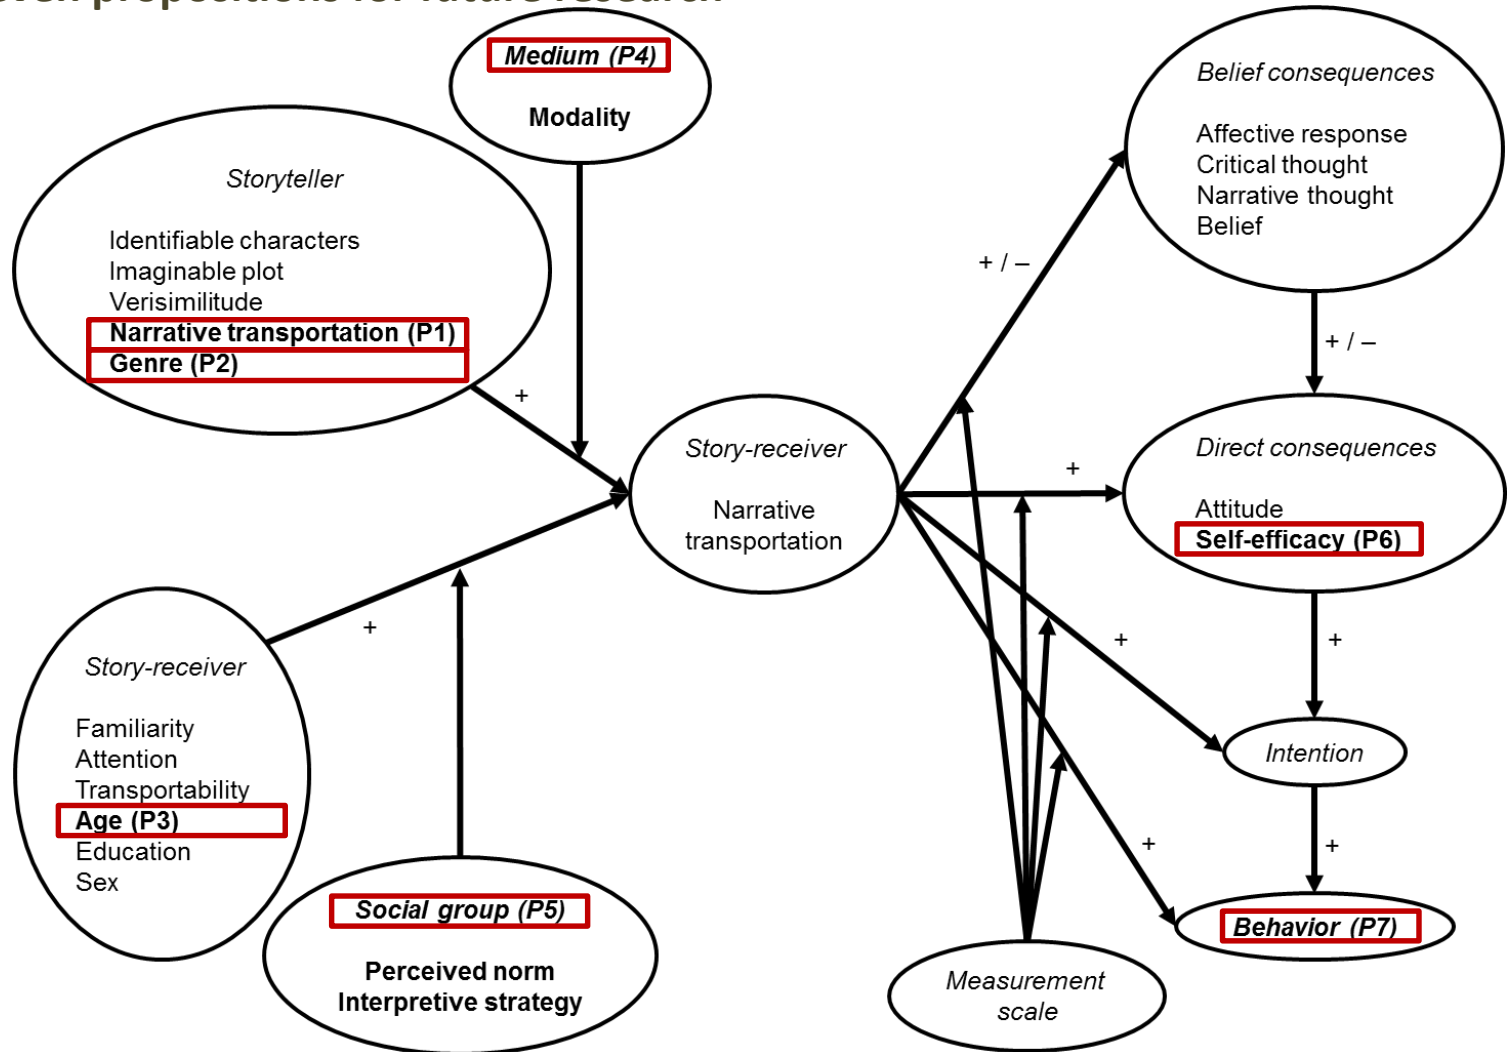 Medium (P4)
Modality
Storyteller
Identifiable characters
Imaginable plot
Verisimilitude
Narrative transportation (P1)
Genre (P2)
+
Story-receiver
Familiarity
Attention
Transportability
Age (P3)
Education
Sex
+
Social group (P5)
Perceived norm
Interpretive strategy
Story-receiver
Narrative
transportation
+ / –
+
+
+
Measurement
scale
Belief consequences
Affective response
Critical thought
Narrative thought
Belief
+ / –
Direct consequences
Attitude
Self-efficacy (P6)
+
Intention
+
Behavior (P7)